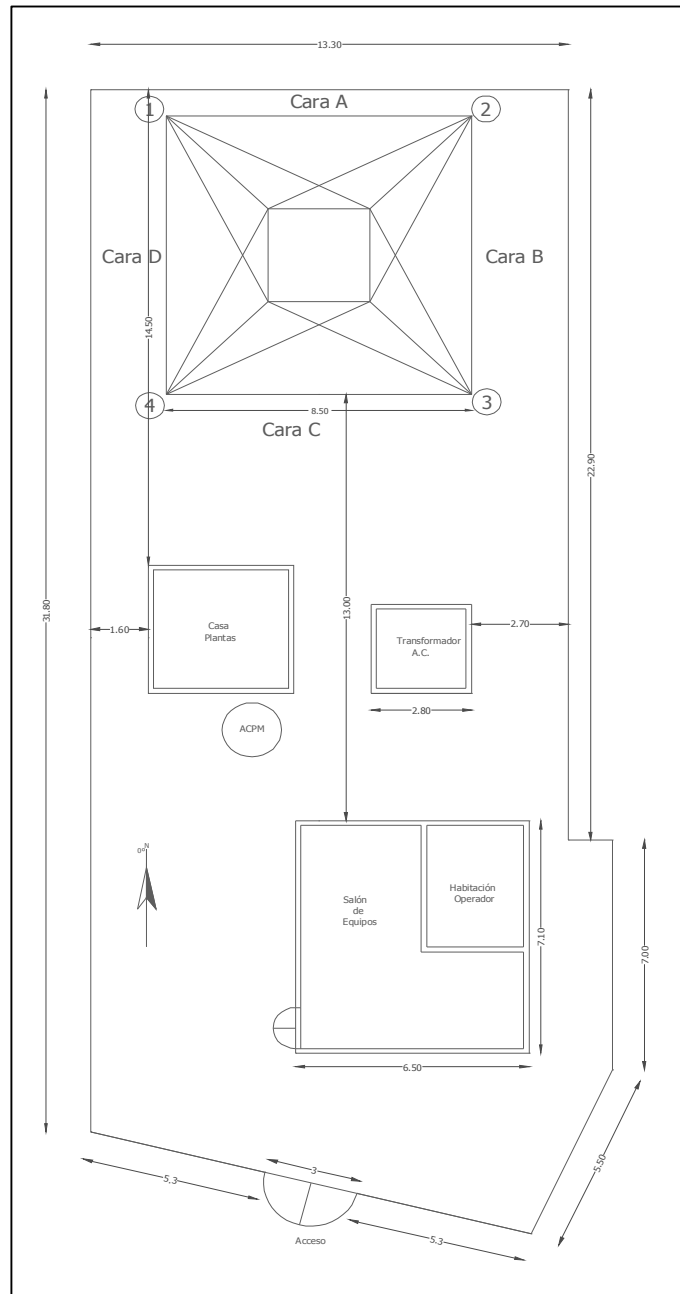 13.30
1
Cara A
2
Cara D
Cara B
14.50
4
8.50
3
Cara C
22.90
31.80
13.00
1.60
Casa
Plantas
Transformador
A.C.
2.70
2.80
ACPM
0°N
Salón
de
Equipos
Habitación
Operador
7.10
7.00
6.50
5.3
3
5.3
5.50
Acceso